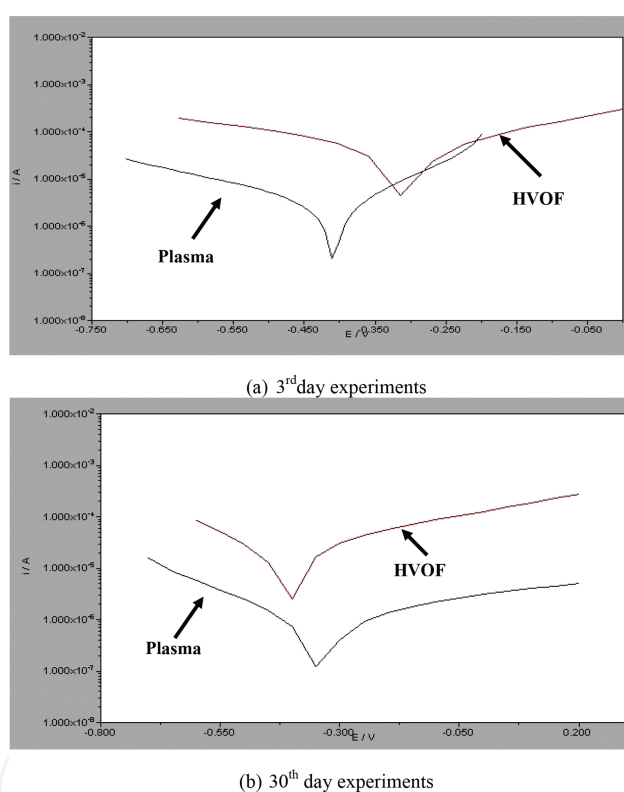 1.000x10-2
1.000x10-3
1.000x10-4
1.000x10-5
1.000x10-6
1.000x10-7
1.000x10-8
i / A
HVOF
Plasma
-0.750 -0.650 -0.550 -0.450 -0.350 -0.250 -0.150 -0.050
E / V
(a) 3rdday experiments
1.000x10-2
1.000x10-3
1.000x10-4
1.000x10-5
1.000x10-6
1.000x10-7
1.000x10-8
i / A
HVOF
Plasma
-0.800 -0.550 -0.300 -0.050 0.200
E / V
(b) 30th day experiments